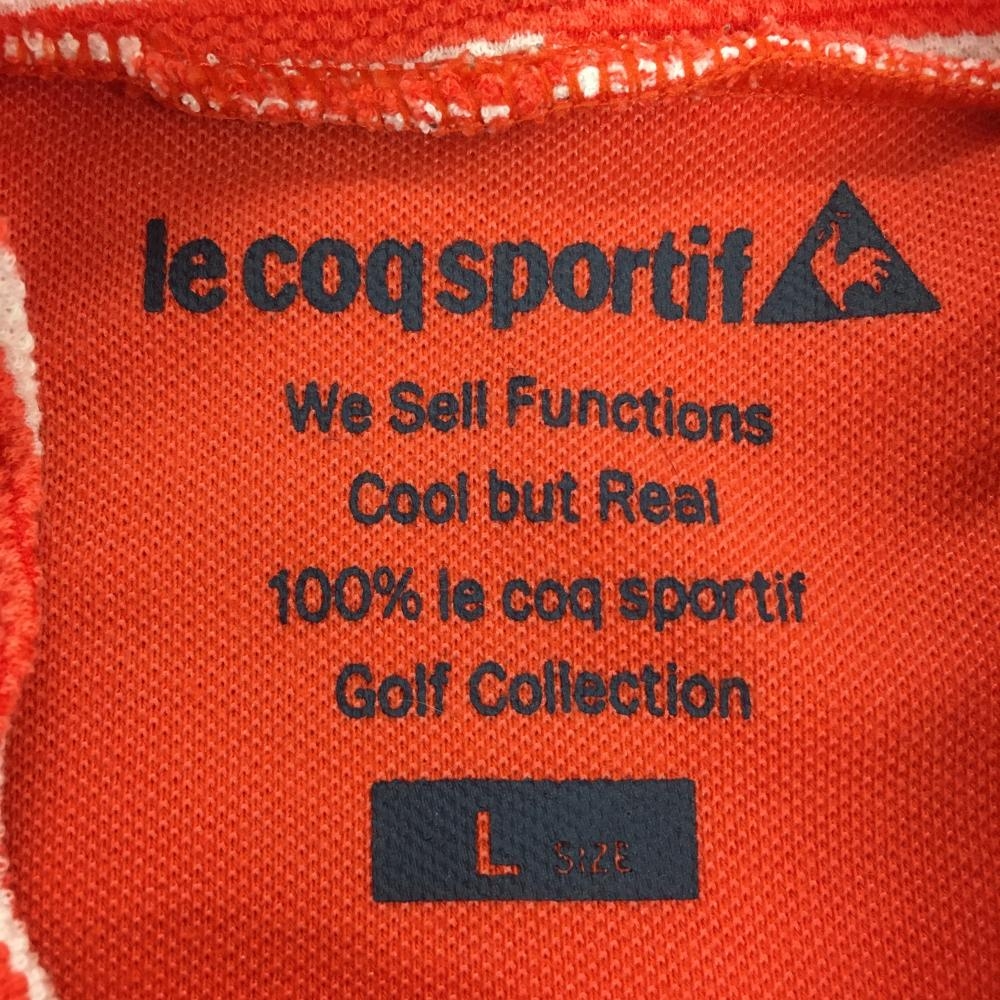 le coq sportif
We Sell Functions
Cool but Real
100% le coq sportif
Golf Collection
L SIZE